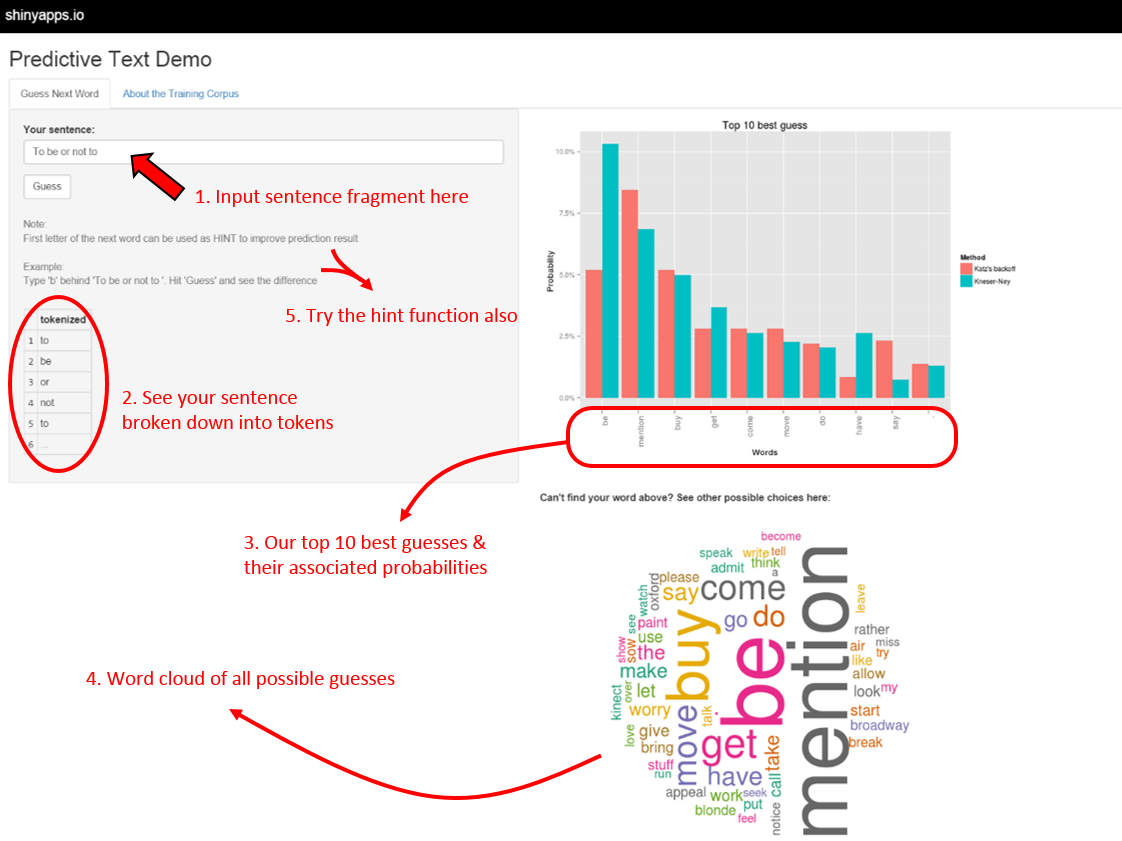 shinyapps.io
Predictive Text Demo
Guess Next Word
About the Training Corpus
Your sentence:
To be or not to
Guess
1. Input sentence fragment here
Note:
First letter of the next word can be used as HINT to improve prediction result
Example:
Type 'b' behind 'To be or not to '. Hit 'Guess' and see the difference
5. Try the hint function also
tokenized
1 to
2 be
3 or
4 not
5 to
6 ...
2. See your sentence
broken down into tokens
Top 10 best guess
10.0%
7.5%
5.0%
2.5%
0.0%
Probability
be
mention
buy
get
come
move
do
have
say
.
Words
Method
Katz's backoff
Kneser-Ney
3. Our top 10 best guesses &
their associated probabilities
Can't find your word above? See other possible choices here:
4. Word cloud of all possible guesses
become
speak
write
tell
admit
think
a
please
oxford
say
come
watch
see
paint
use
go
do
show
sow
the
buy
be
mention
leave
rather
miss
air
try
like
allow
make
kinect
over
let
look
my
worry
move
talk
start
broadway
love
give
bring
get
take
break
stuff
run
have
call
appeal
work
seek
blonde
put
feel
notice